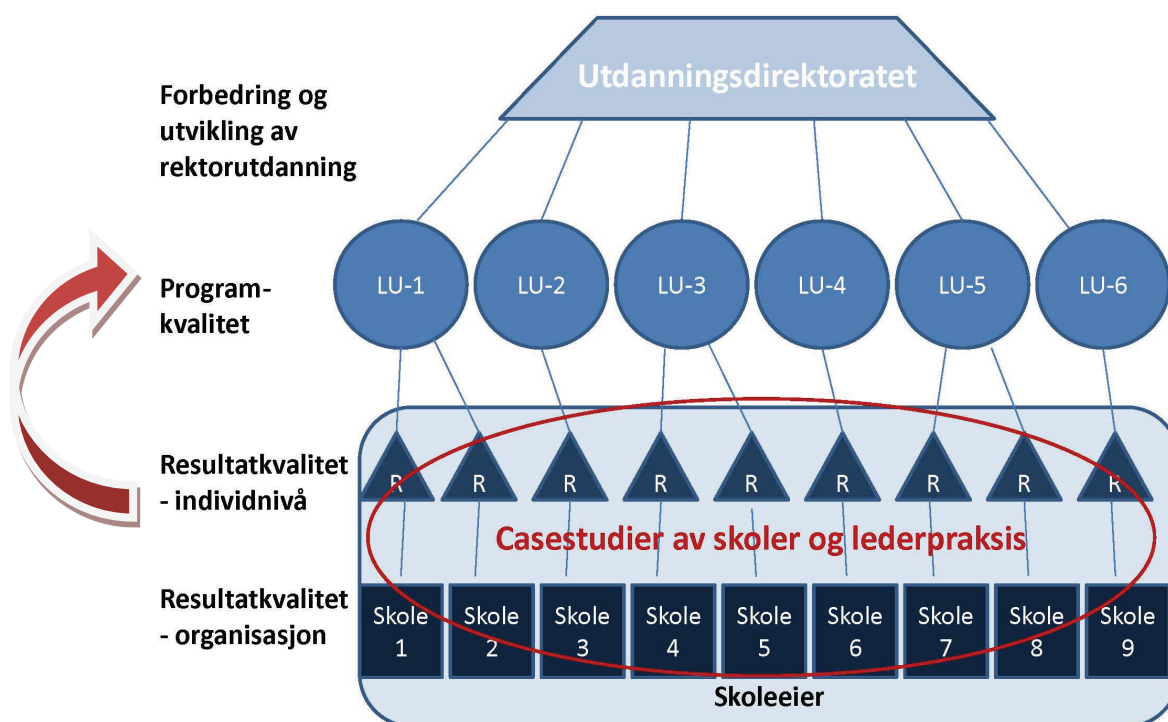 Utdanningsdirektoratet
Forbedring og
utvikling av
rektorutdanning
LU-1 LU-2 LU-3 LU-4 LU-5 LU-6
Program-
kvalitet
Resultatkvalitet
- individnivå
R R R R R R R R R
Casestudier av skoler og lederpraksis
Resultatkvalitet
- organisasjon
Skole Skole Skole Skole Skole Skole Skole Skole Skole
1 2 3 4 5 6 7 8 9
Skoleeier